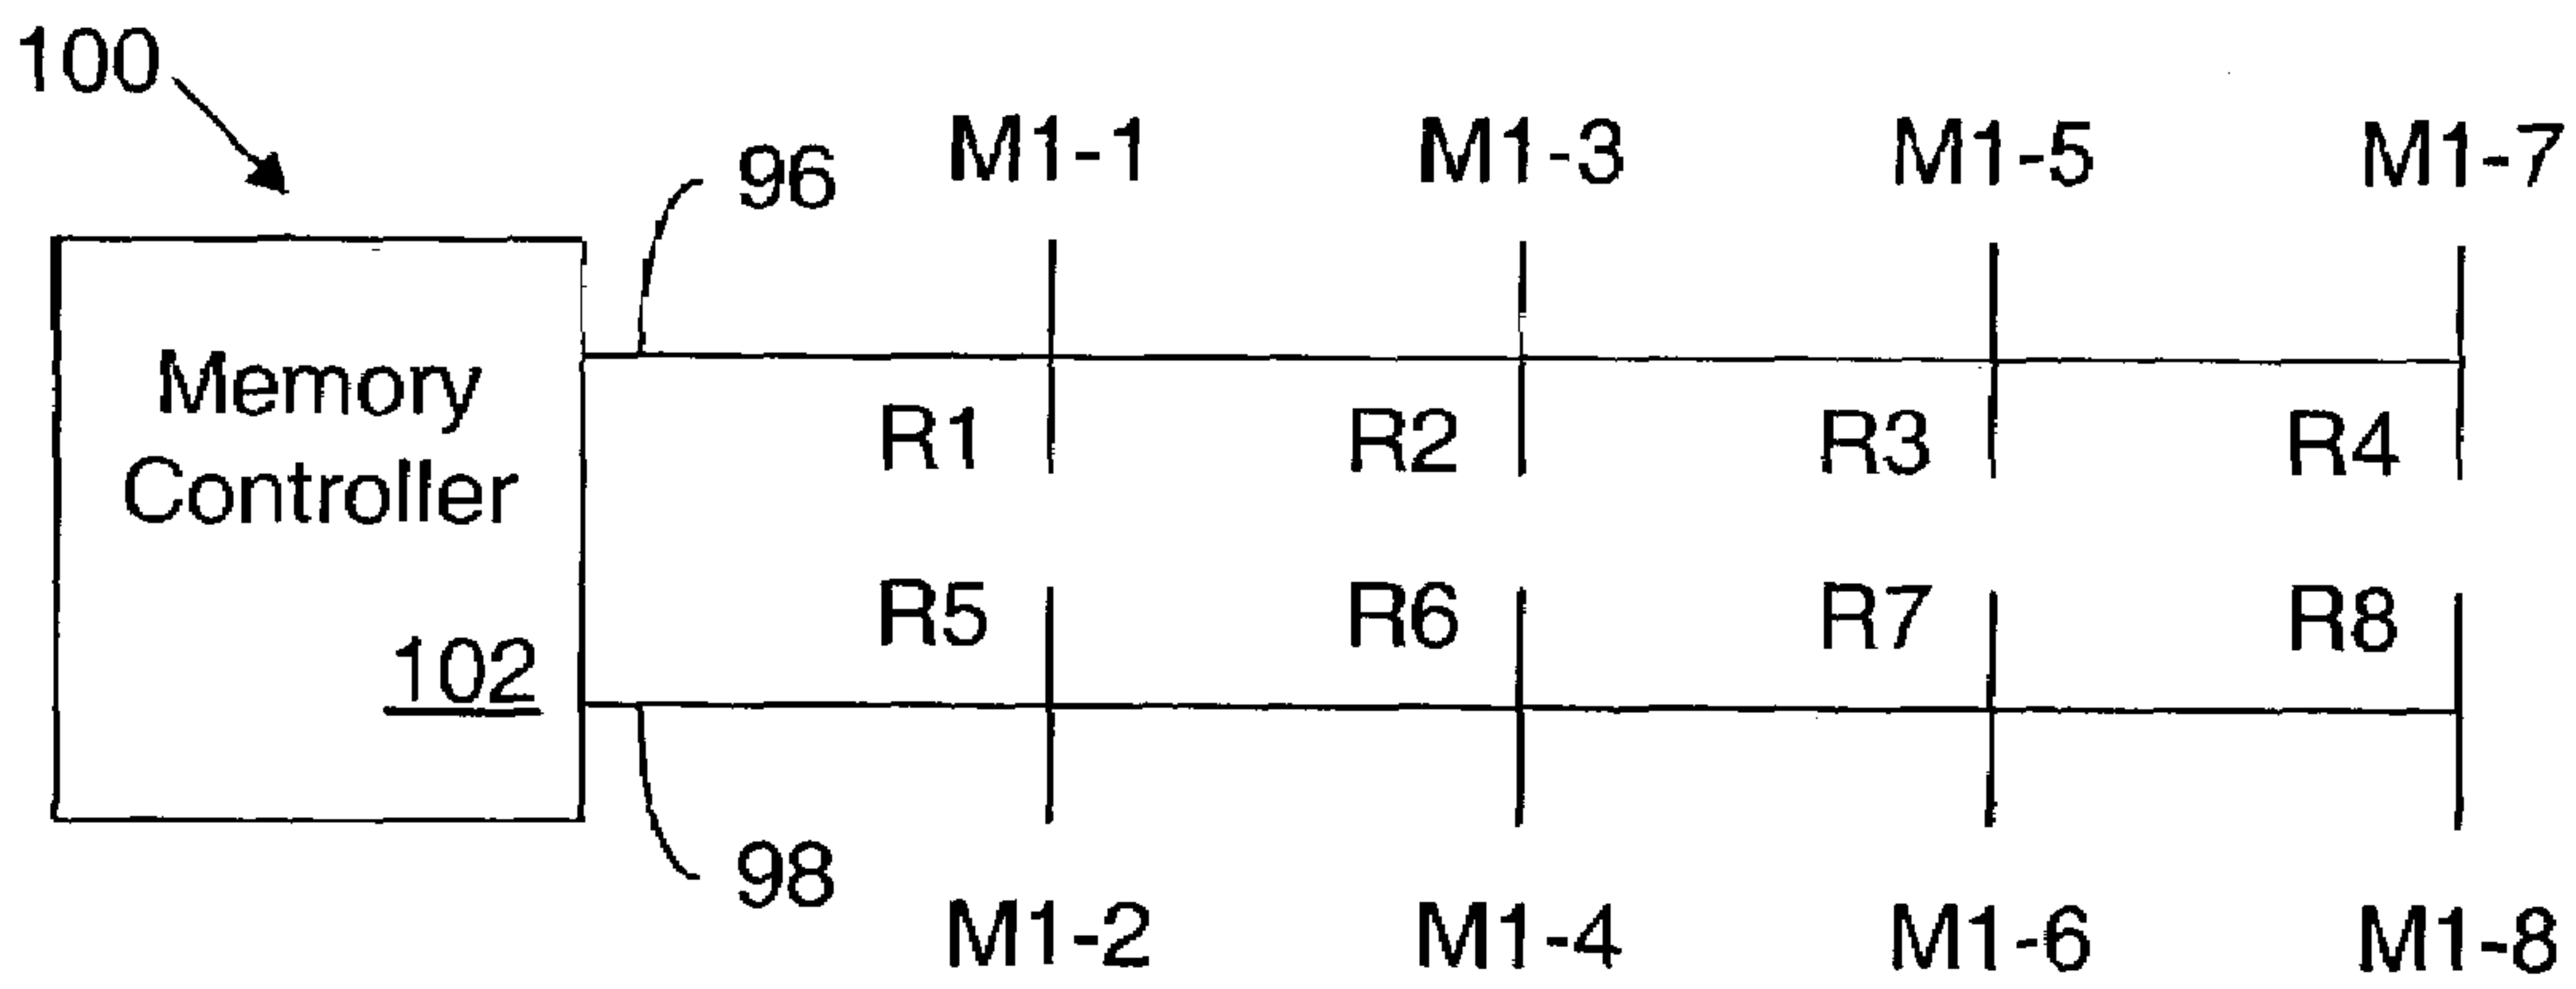 100
96
M1-1
M1-3
M1-5
M1-7
Memory
Controller
102
R1
R2
R3
R4
R5
R6
R7
R8
98
M1-2
M1-4
M1-6
M1-8